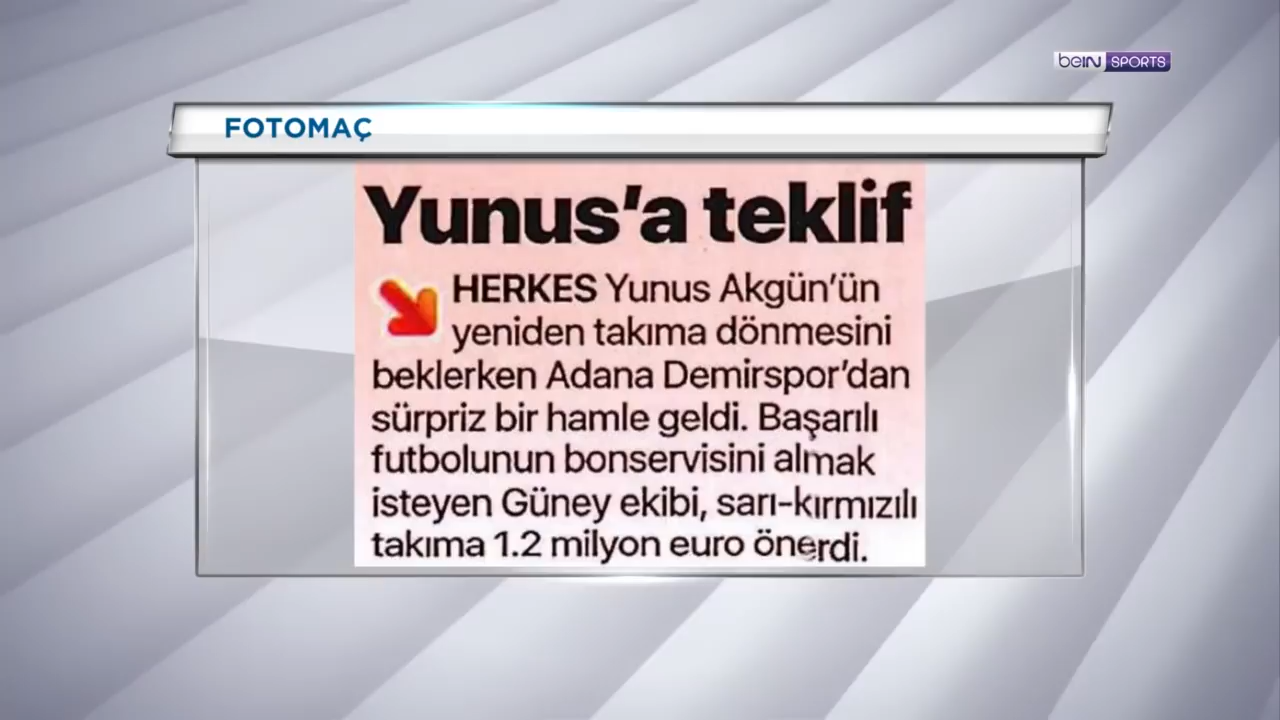 beIN SPORTS
FOTOMAÇ
Yunus'a teklif
HERKES Yunus Akgün'ün
yeniden takıma dönmesini
beklerken Adana Demirspor'dan
sürpriz bir hamle geldi. Başarılı
futbolunun bonservisini almak
isteyen Güney ekibi, sarı-kırmızılı
takıma 1.2 milyon euro önerdi.